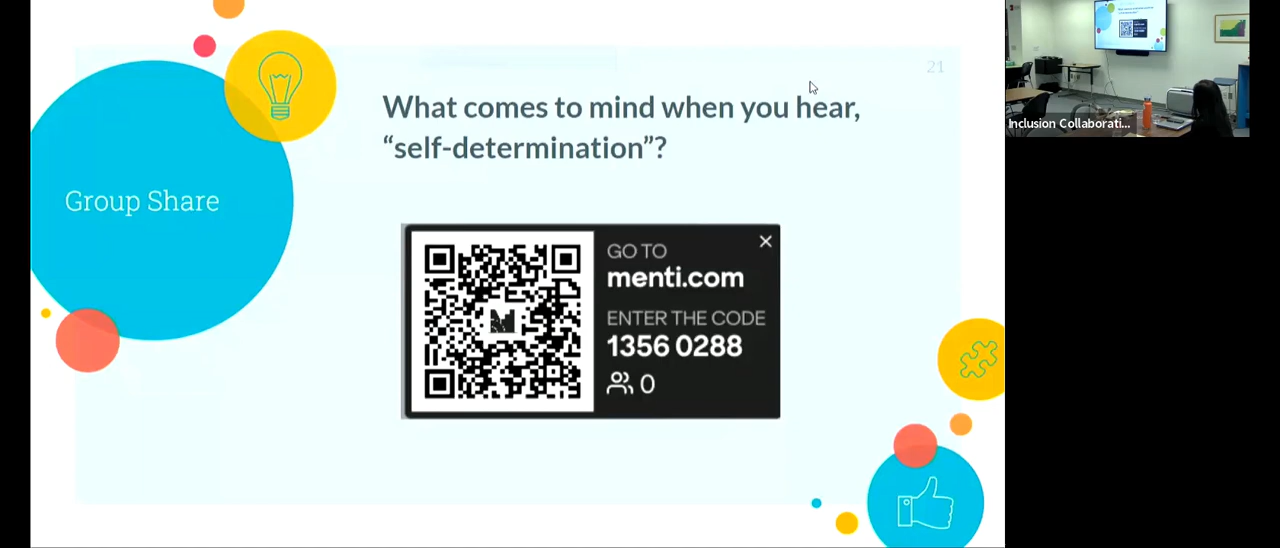 21
What comes to mind when you hear,
“self-determination”?
Group Share
GO TO
menti.com
ENTER THE CODE
1356 0288
0
Inclusion Collaborati...